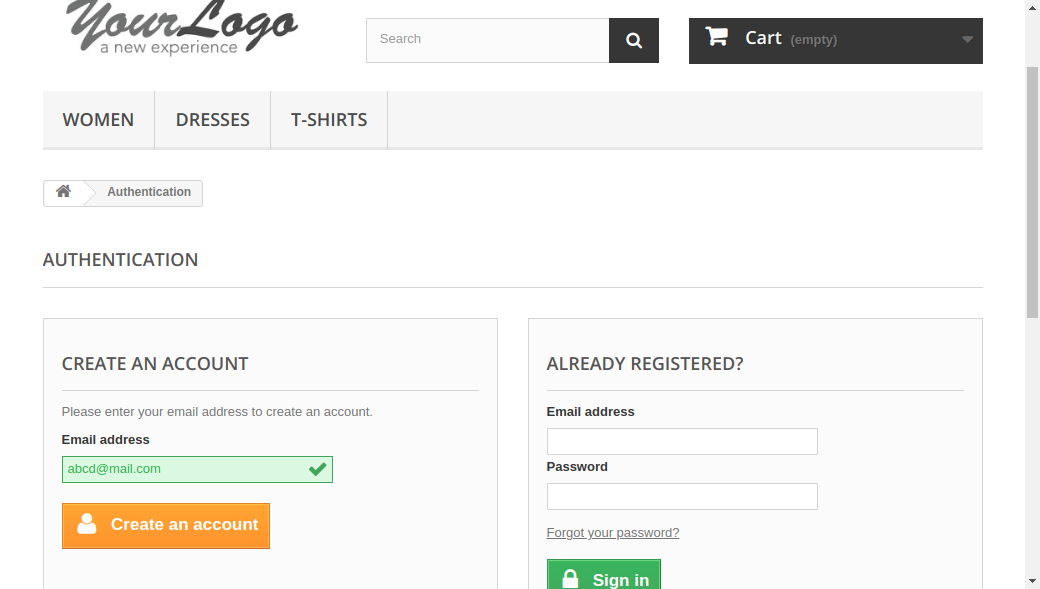 YourLogo
a new experience
Search
Cart (empty)
WOMEN DRESSES T-SHIRTS
Authentication
AUTHENTICATION
CREATE AN ACCOUNT
Please enter your email address to create an account.
Email address
abcd@mail.com
Create an account
ALREADY REGISTERED?
Email address
Password
Forgot your password?
Sign in